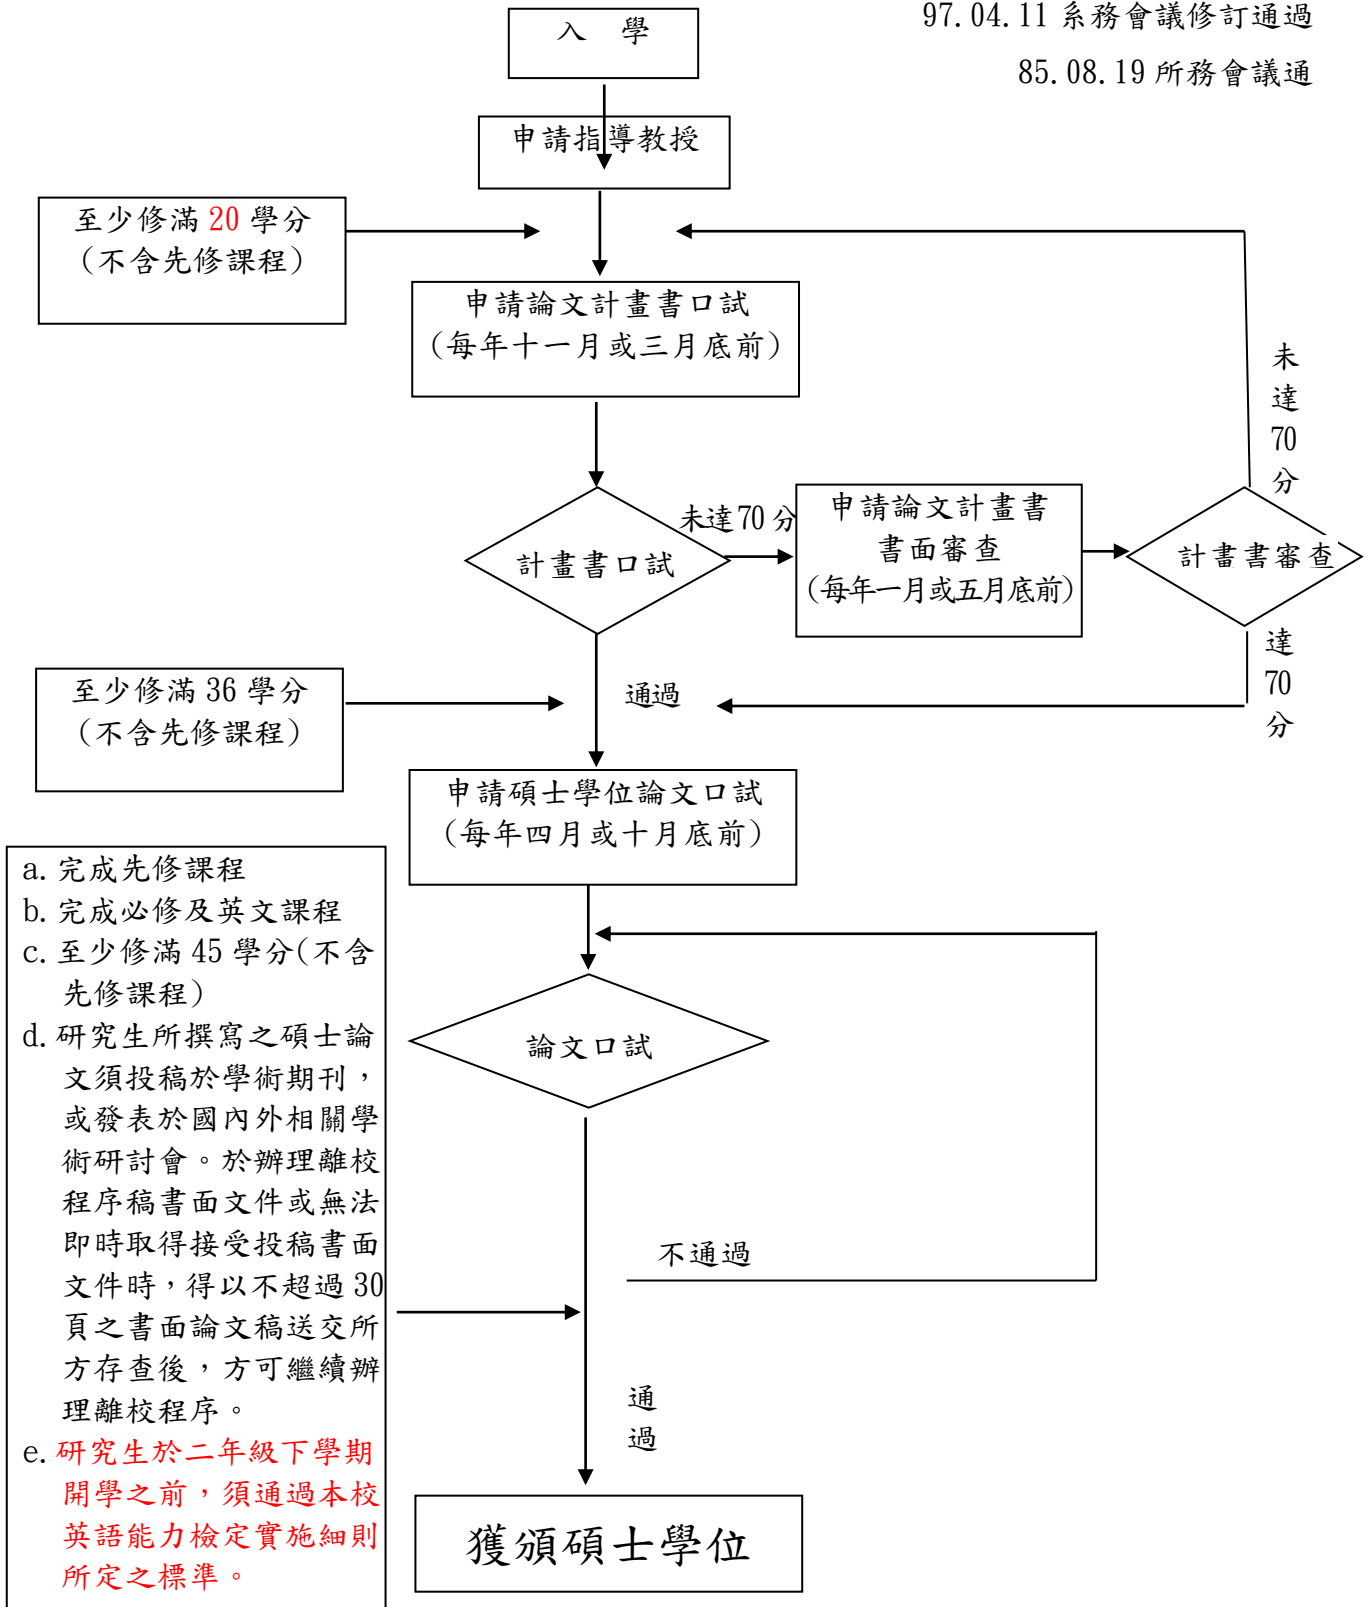 97.04.11 系務會議修訂通過
85.08.19 所務會議通
入 學
申請指導教授
至少修滿 20 學分
(不含先修課程)
申請論文計畫書口試
(每年十一月或三月底前)
未
達
70
分
計畫書口試
未達 70 分
申請論文計畫書
書面審查
(每年一月或五月底前)
計畫書審查
達
70
分
至少修滿 36 學分
(不含先修課程)
通過
申請碩士學位論文口試
(每年四月或十月底前)
a. 完成先修課程
b. 完成必修及英文課程
c. 至少修滿 45 學分(不含
先修課程)
d. 研究生所撰寫之碩士論
文須投稿於學術期刊，
或發表於國內外相關學
術研討會。於辦理離校
程序稿書面文件或無法
即時取得接受投稿書面
文件時，得以不超過 30
頁之書面論文稿送交所
方存查後，方可繼續辦
理離校程序。
e. 研究生於二年級下學期
開學之前，須通過本校
英語能力檢定實施細則
所定之標準。
論文口試
不通過
通
過
獲頒碩士學位